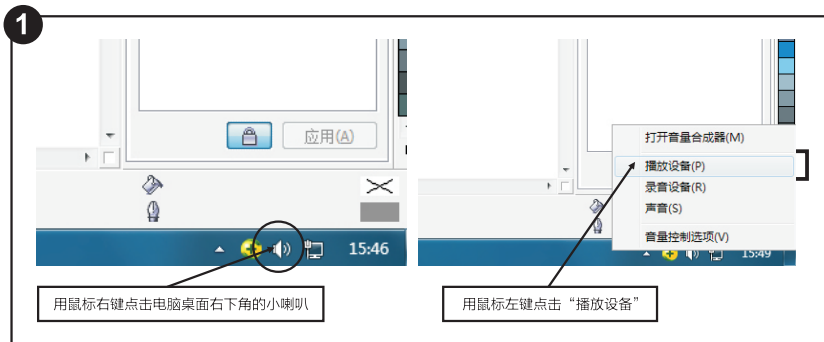 1
应用(A)
15:46
用鼠标右键点击电脑桌面右下角的小喇叭
打开音量合成器(M)
播放设备(P)
录音设备(R)
声音(S)
音量控制选项(V)
15:49
用鼠标左键点击“播放设备”